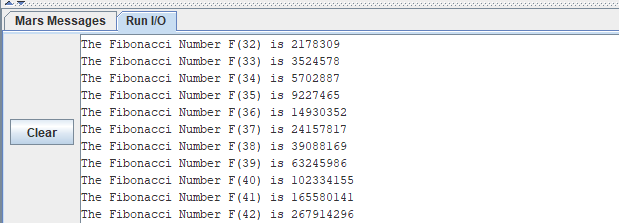 Mars Messages Run I/O
The Fibonacci Number F(32) is 2178309
The Fibonacci Number F(33) is 3524578
The Fibonacci Number F(34) is 5702887
The Fibonacci Number F(35) is 9227465
The Fibonacci Number F(36) is 14930352
The Fibonacci Number F(37) is 24157817
Clear
The Fibonacci Number F(38) is 39088169
The Fibonacci Number F(39) is 63245986
The Fibonacci Number F(40) is 102334155
The Fibonacci Number F(41) is 165580141
The Fibonacci Number F(42) is 267914296